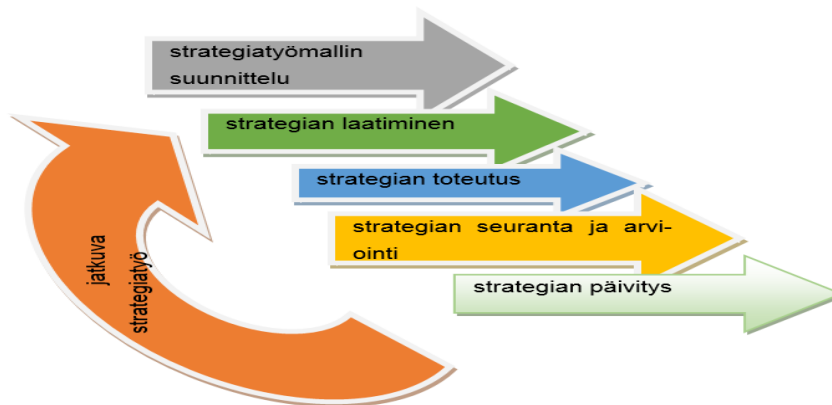 strategiatyömallin
suunnittelu
strategian laatiminen
strategian toteutus
strategian seuranta ja arvi-
ointi
strategian päivitys
jatkuva
strategiatyö